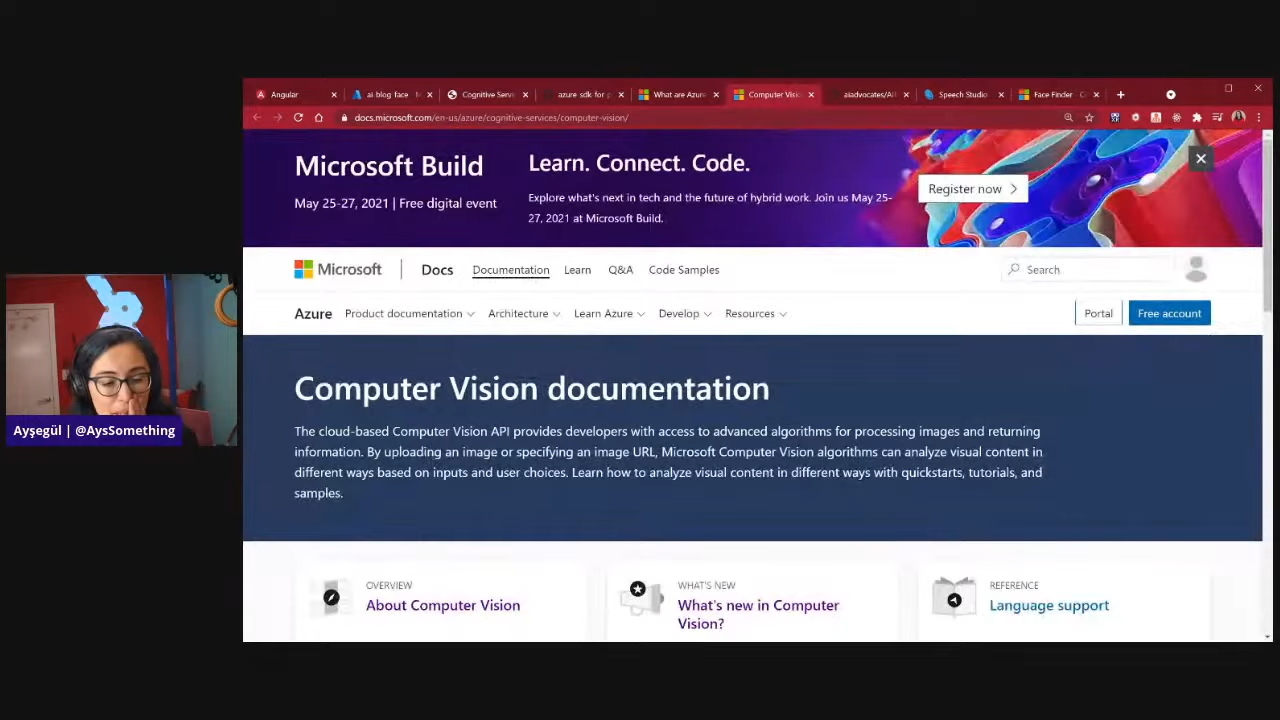 Angular
ai-blog-face
Cognitive Serv
azure-sdk-for-p
What are Azur
Computer Visio
aiadvocates/AI
Speech Studio
Face Finder - C
docs.microsoft.com/en-us/azure/cognitive-services/computer-vision/
Microsoft Build
May 25-27, 2021 | Free digital event
Learn. Connect. Code.
Explore what's next in tech and the future of hybrid work. Join us May 25-
27, 2021 at Microsoft Build.
Register now
Microsoft
Docs
Documentation
Learn
Q&A
Code Samples
Search
Azure
Product documentation
Architecture
Learn Azure
Develop
Resources
Portal
Free account
Computer Vision documentation
The cloud-based Computer Vision API provides developers with access to advanced algorithms for processing images and returning
information. By uploading an image or specifying an image URL, Microsoft Computer Vision algorithms can analyze visual content in
different ways based on inputs and user choices. Learn how to analyze visual content in different ways with quickstarts, tutorials, and
samples.
OVERVIEW
About Computer Vision
WHAT'S NEW
What's new in Computer
Vision?
REFERENCE
Language support
Ayşegül | @AysSomething